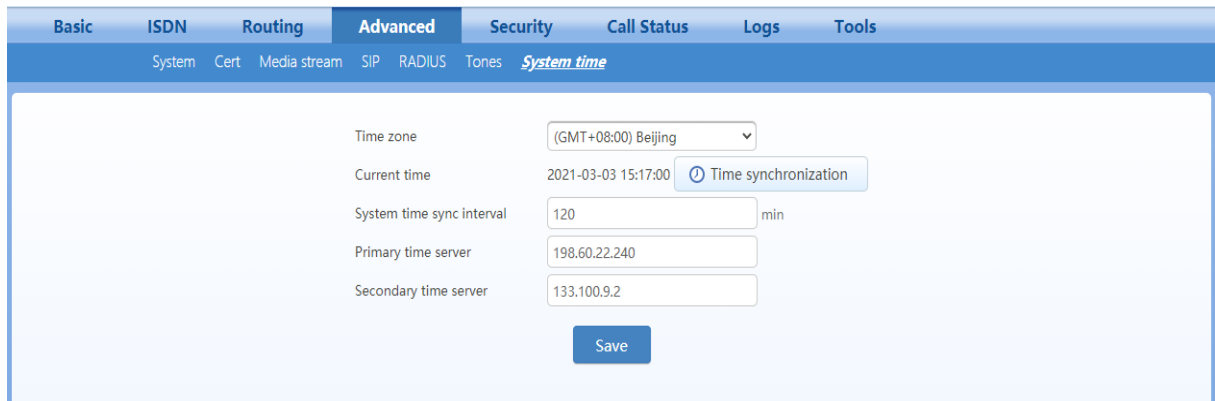 Basic ISDN Routing Advanced Security Call Status Logs Tools
System Cert Media stream SIP RADIUS Tones System time
Time zone (GMT+08:00) Beijing
Current time 2021-03-03 15:17:00 Time synchronization
System time sync interval 120 min
Primary time server 198.60.22.240
Secondary time server 133.100.9.2
Save